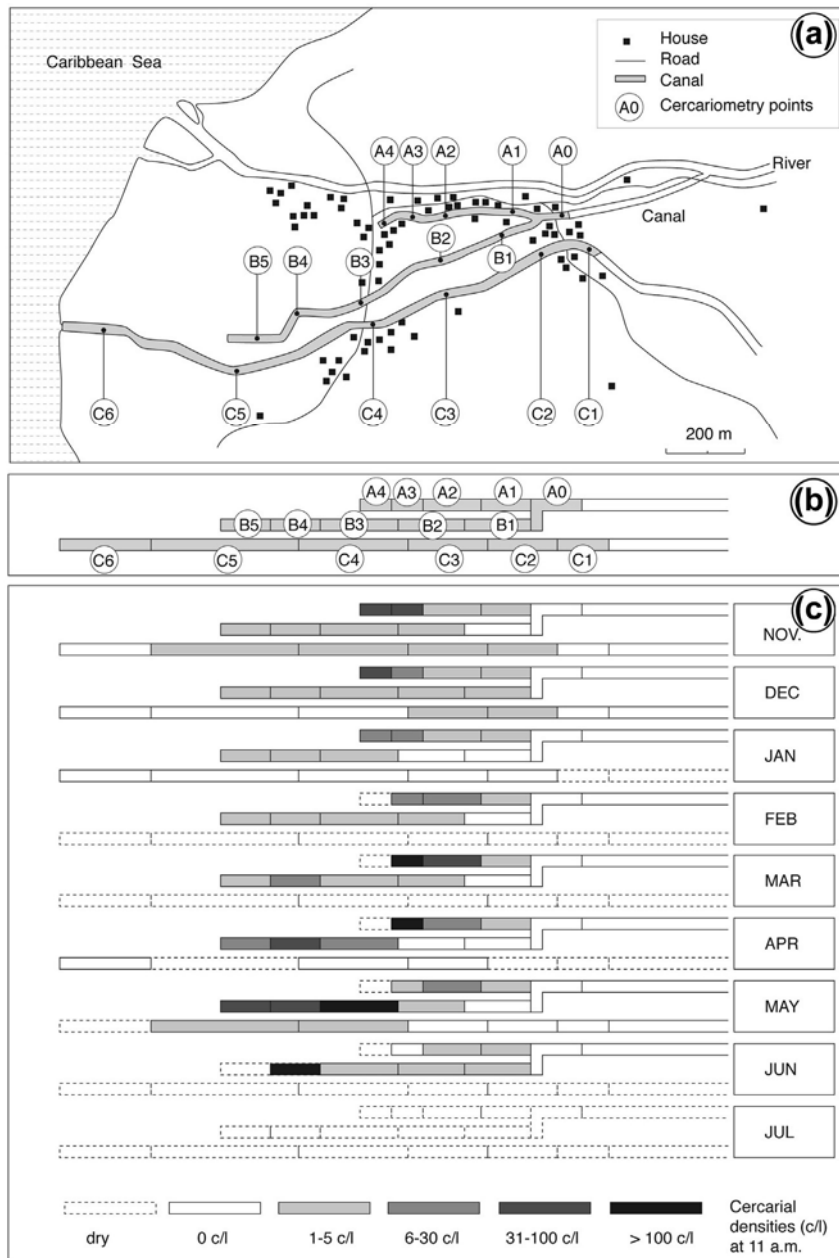 (a)
House
Road
Canal
A0 Cercariometry points
Caribbean Sea
River
Canal
A4 A3 A2 A1 A0
B5 B4 B3 B2 B1
C6 C5 C4 C3 C2 C1
200 m
(b)
A4 A3 A2 A1 A0
B5 B4 B3 B2 B1
C6 C5 C4 C3 C2 C1
(c)
NOV.
DEC
JAN
FEB
MAR
APR
MAY
JUN
JUL
dry 0 c/l 1-5 c/l 6-30 c/l 31-100 c/l > 100 c/l
Cercarial
densities (c/l)
at 11 a.m.